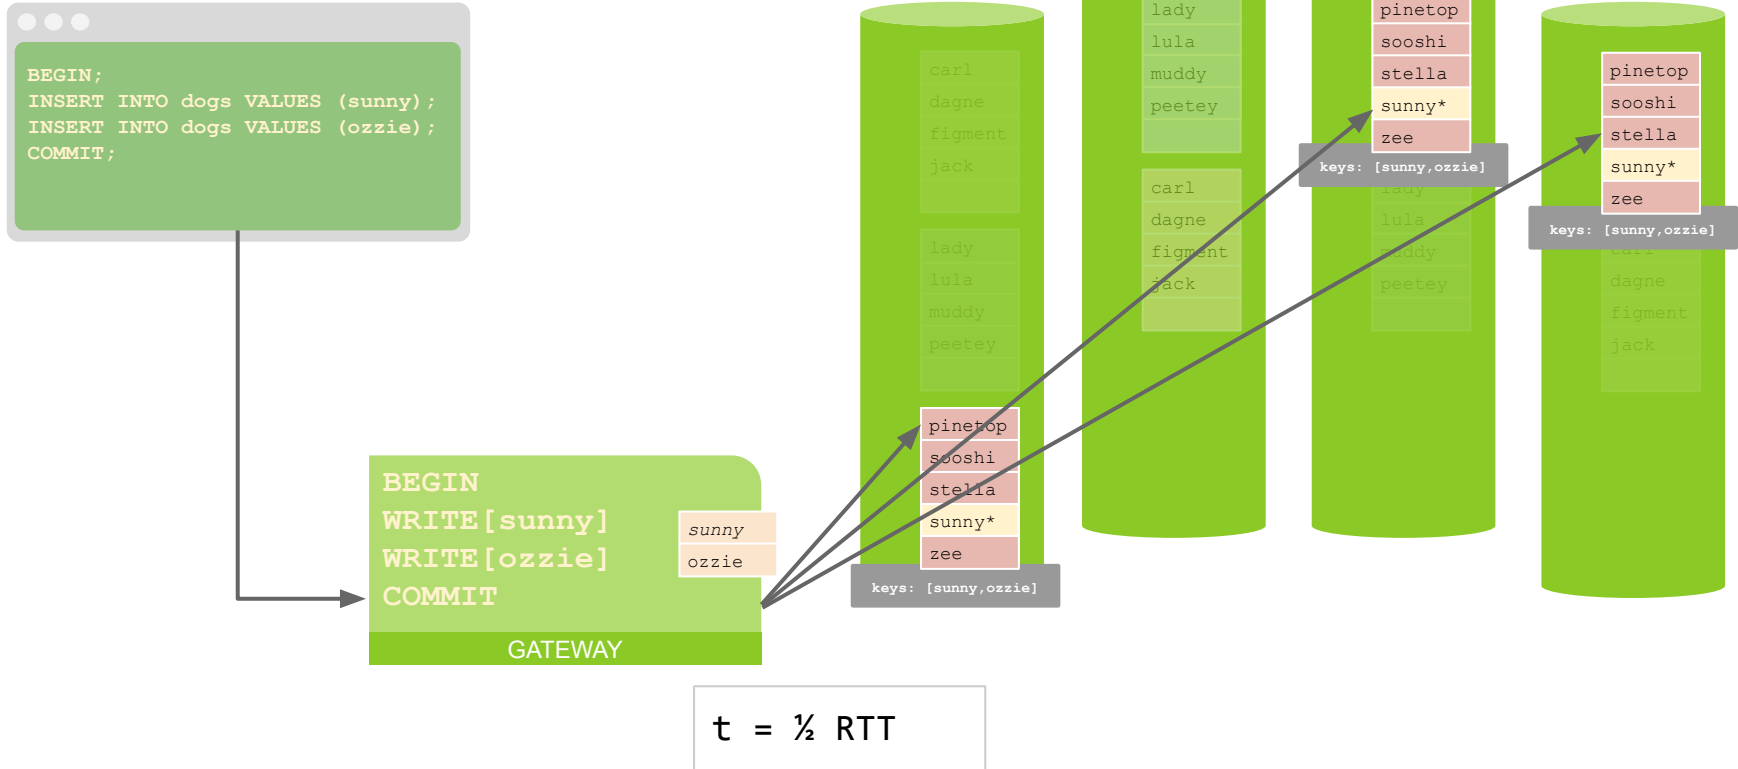 BEGIN;
INSERT INTO dogs VALUES (sunny);
INSERT INTO dogs VALUES (ozzie);
COMMIT;
BEGIN
WRITE[sunny]
WRITE[ozzie]
COMMIT
sunny
ozzie
GATEWAY
carl
dagne
figment
jack
lady
lula
muddy
peetey
pinetop
sooshi
stella
sunny*
zee
keys: [sunny,ozzie]
lady
lula
muddy
peetey
carl
dagne
figment
jack
pinetop
sooshi
stella
sunny*
zee
keys: [sunny,ozzie]
lady
lula
muddy
peetey
pinetop
sooshi
stella
sunny*
zee
keys: [sunny,ozzie]
carl
dagne
figment
jack
t = ½ RTT